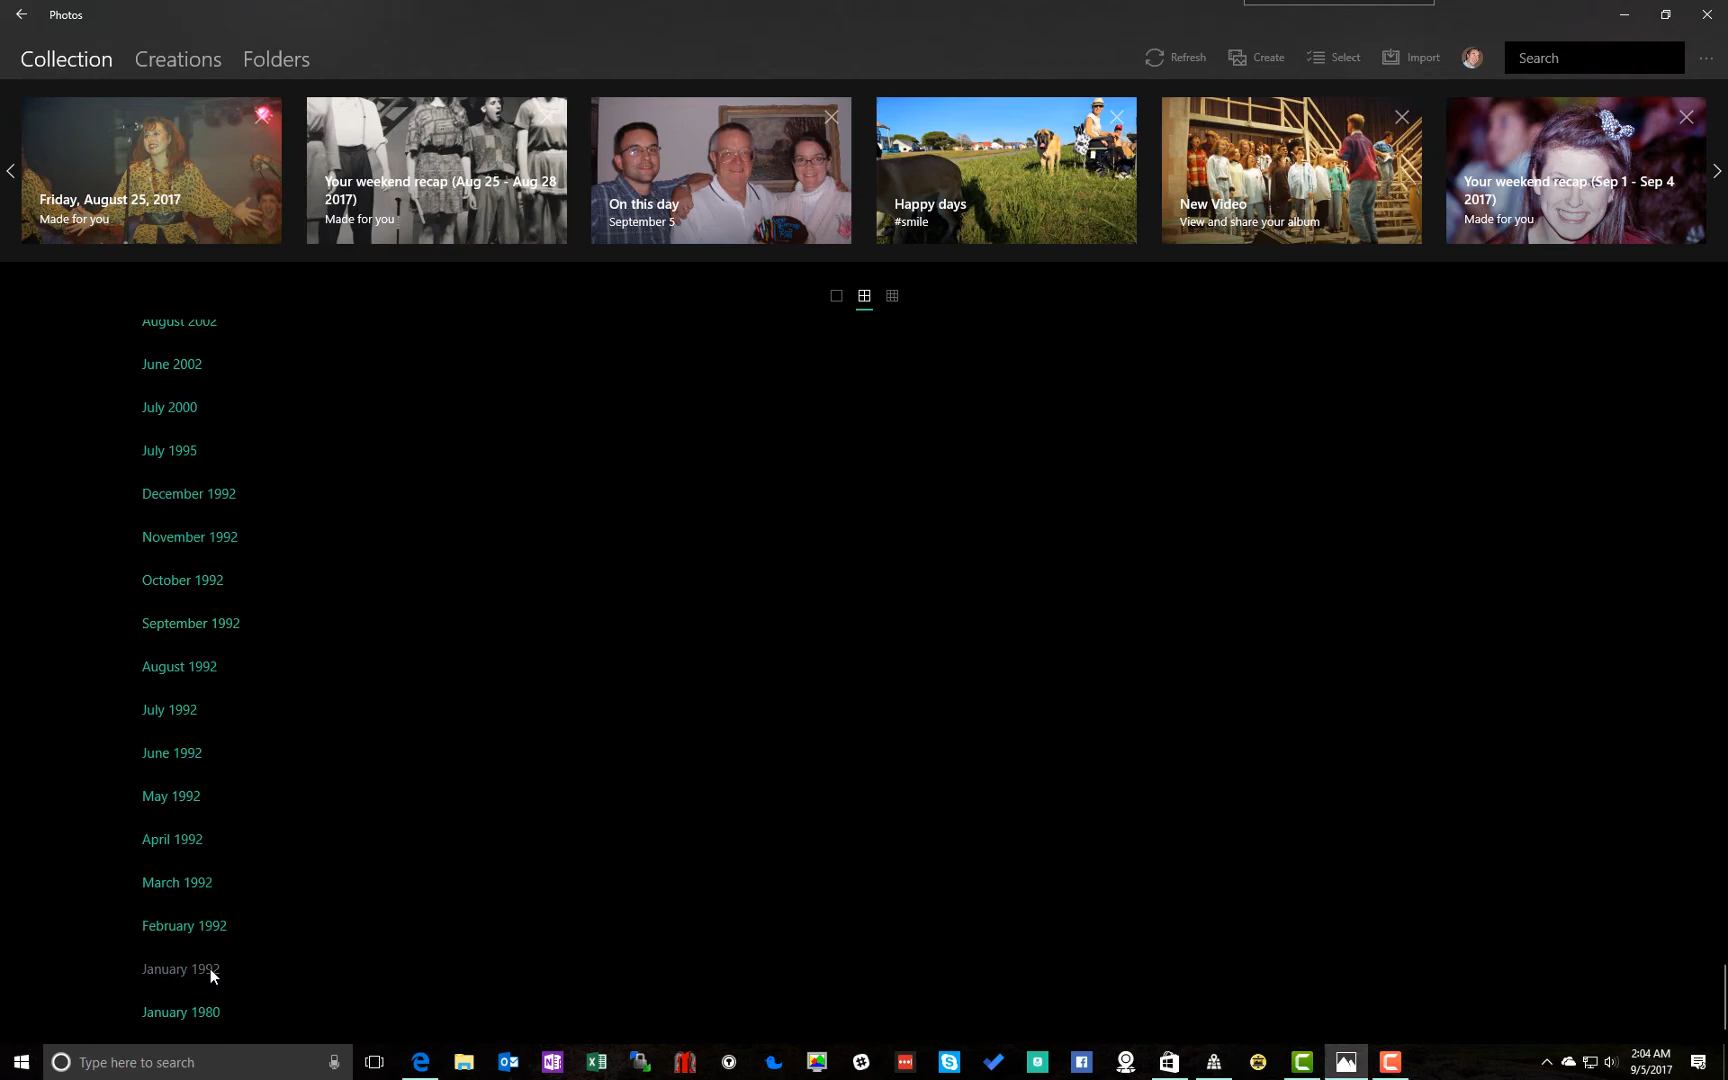 Photos
Collection Creations Folders
Refresh Create Select Import Search
Friday, August 25, 2017
Made for you
Your weekend recap (Aug 25 - Aug 28
2017)
Made for you
On this day
September 5
Happy days
#smile
New Video
View and share your album
Your weekend recap (Sep 1 - Sep 4
2017)
Made for you
August 2002
June 2002
July 2000
July 1995
December 1992
November 1992
October 1992
September 1992
August 1992
July 1992
June 1992
May 1992
April 1992
March 1992
February 1992
January 1992
January 1980
Type here to search
2:04 AM
9/5/2017